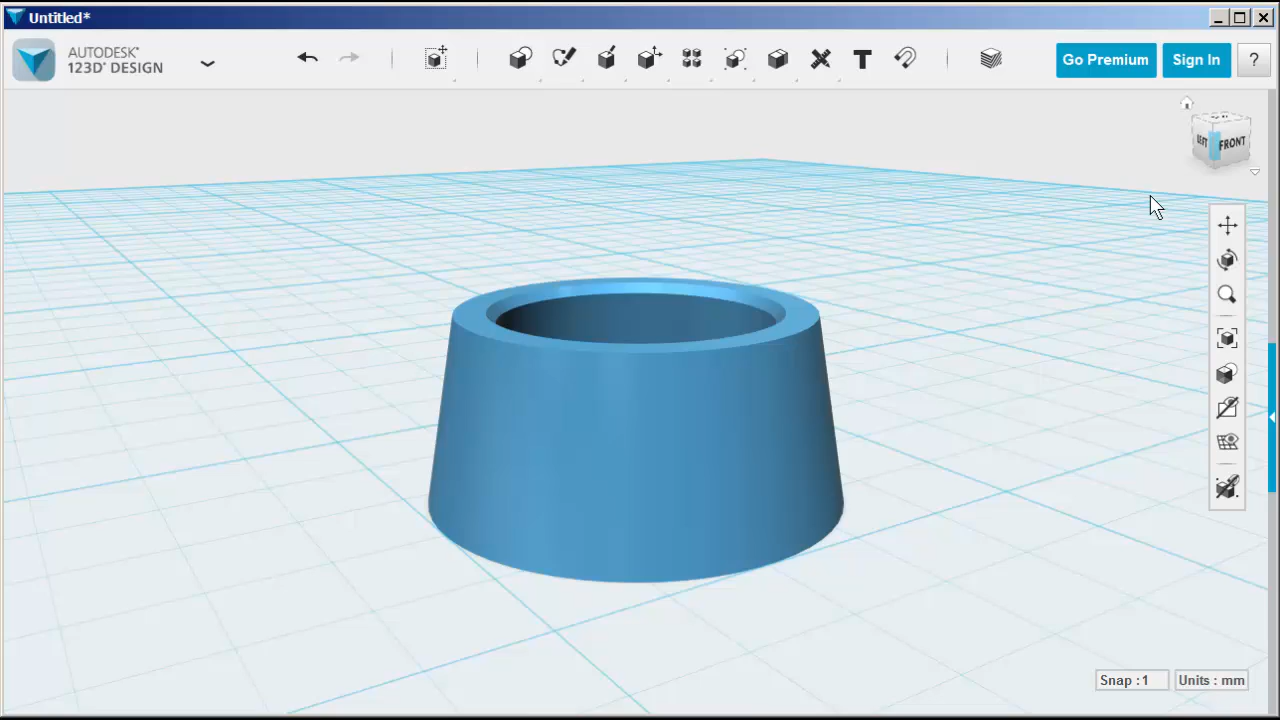 Untitled*
AUTODESK®
123D® DESIGN
Go Premium
Sign In
?
LEFT
FRONT
Snap : 1
Units : mm